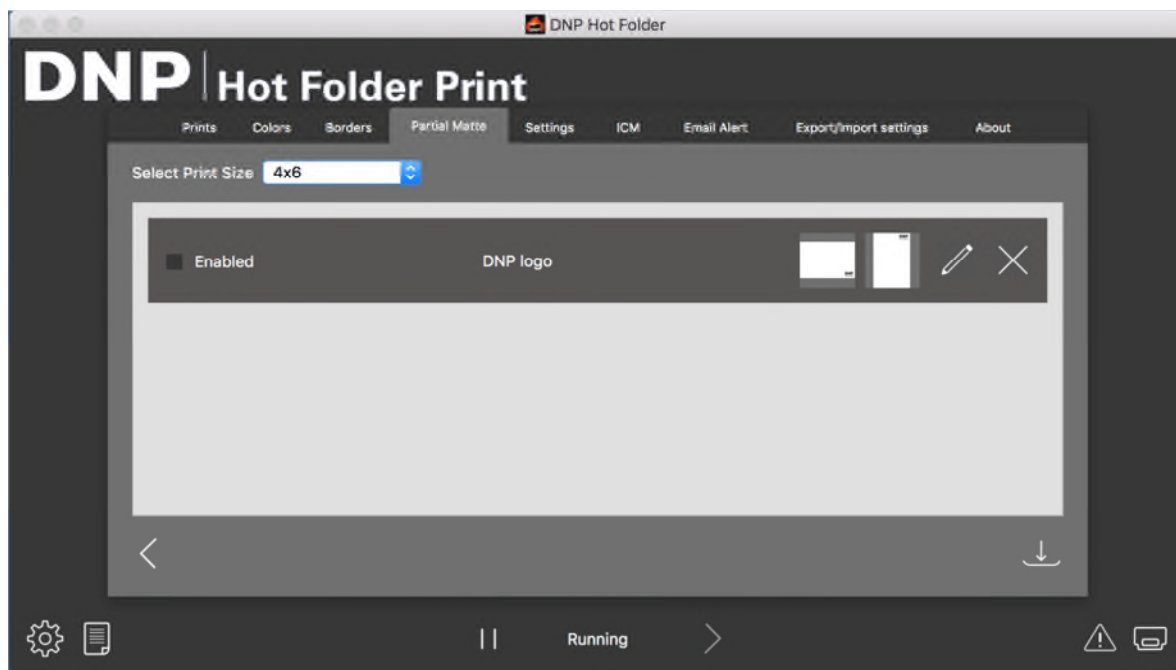 DNP Hot Folder
DNP Hot Folder Print
Prints Colors Borders Partial Matte Settings ICM Email Alert Export/Import settings About
Select Print Size 4x6
Enabled DNP logo
Running